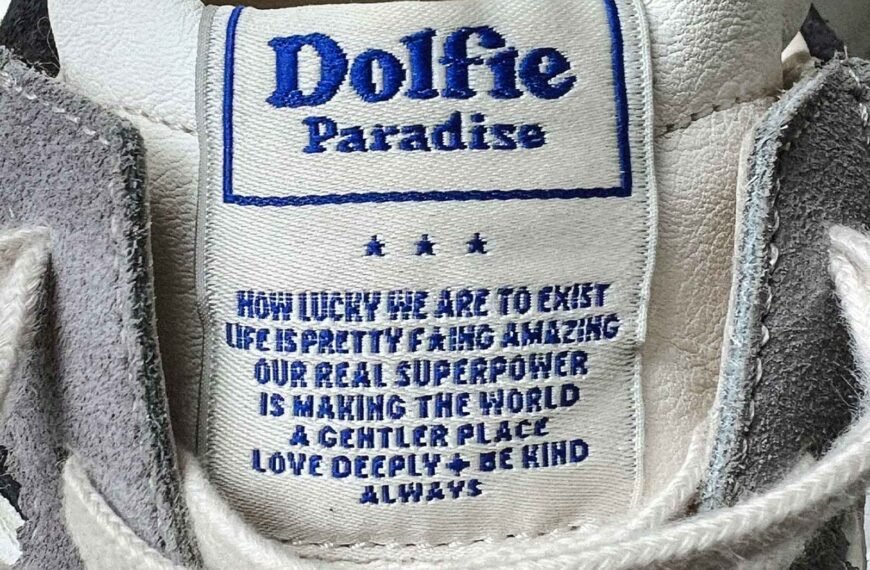 Dolfie
Paradise
★ ★ ★
HOW LUCKY WE ARE TO EXIST
LIFE IS PRETTY F★ING AMAZING
OUR REAL SUPERPOWER
IS MAKING THE WORLD
A GENTLER PLACE
LOVE DEEPLY + BE KIND
ALWAYS